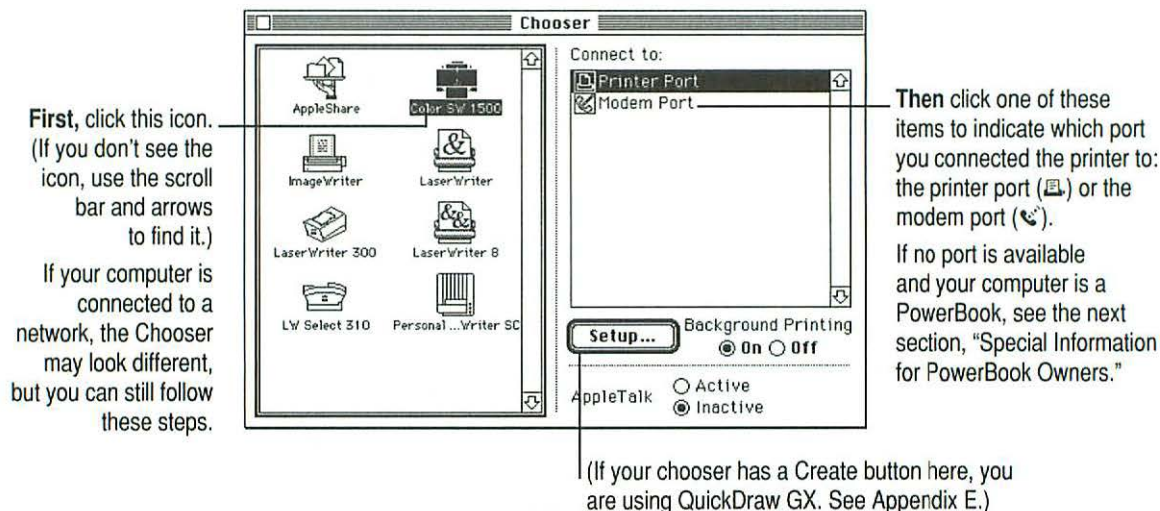 Chooser
First, click this icon.
(If you don't see the
icon, use the scroll
bar and arrows
to find it.)
If your computer is
connected to a
network, the Chooser
may look different,
but you can still follow
these steps.
AppleShare
Color SW 1500
ImageWriter
LaserWriter
LaserWriter 300
LaserWriter 8
LW Select 310
Personal ...Writer SC
Connect to:
Printer Port
Modem Port
Setup...
Background Printing
On Off
AppleTalk
Active
Inactive
Then click one of these
items to indicate which port
you connected the printer to:
the printer port () or the
modem port ().
If no port is available
and your computer is a
PowerBook, see the next
section, “Special Information
for PowerBook Owners.”
(If your chooser has a Create button here, you
are using QuickDraw GX. See Appendix E.)